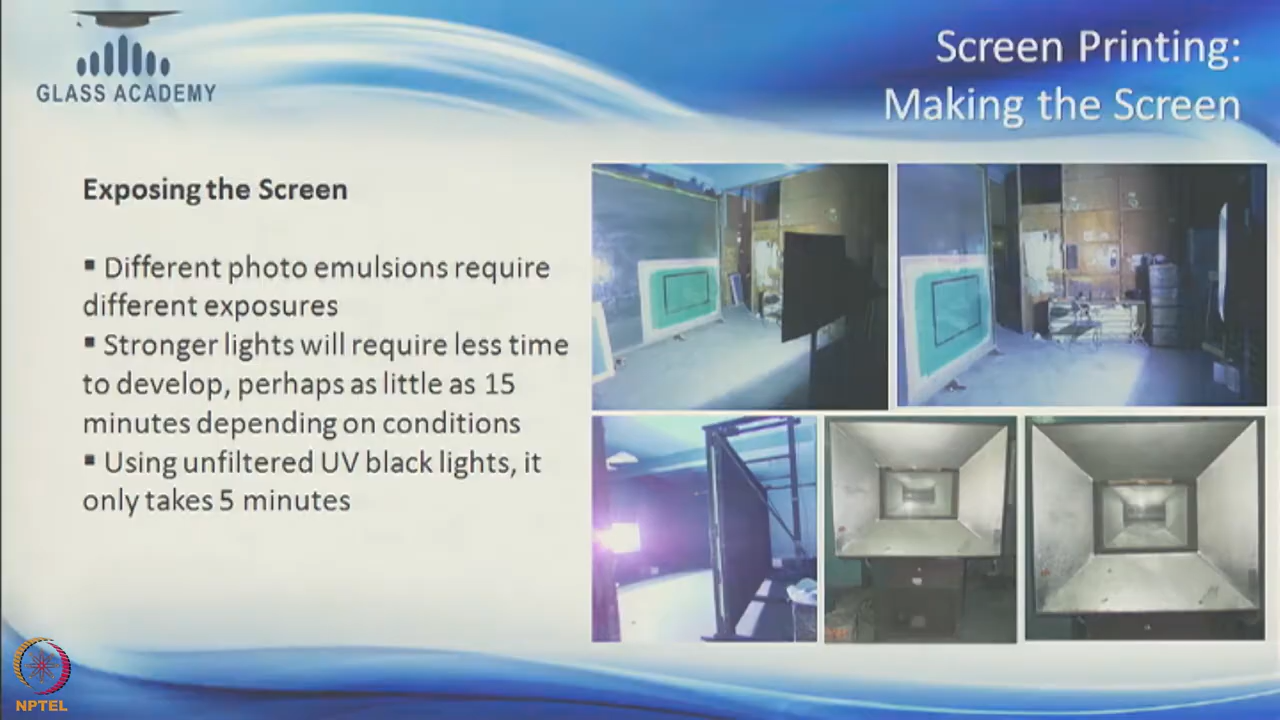 GLASS ACADEMY
Screen Printing:
Making the Screen
Exposing the Screen
▪ Different photo emulsions require
different exposures
▪ Stronger lights will require less time
to develop, perhaps as little as 15
minutes depending on conditions
▪ Using unfiltered UV black lights, it
only takes 5 minutes
NPTEL